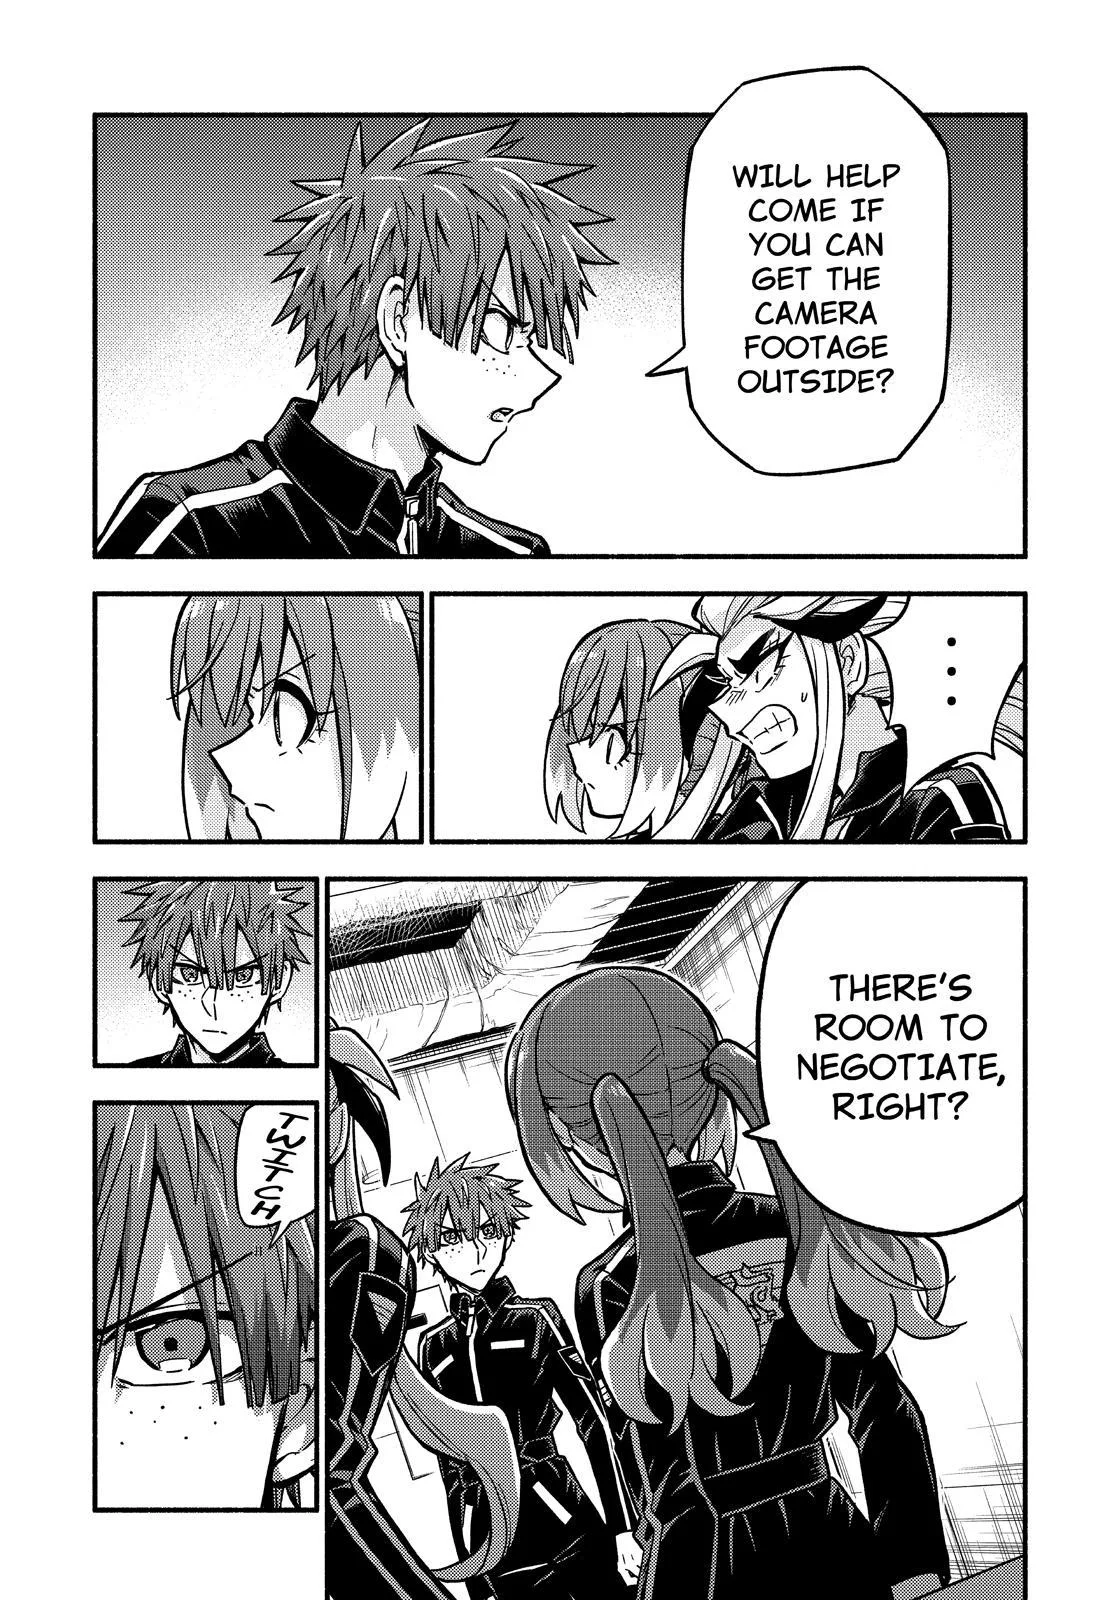 WILL HELP
COME IF
YOU CAN
GET THE
CAMERA
FOOTAGE
OUTSIDE?
...
THERE'S
ROOM TO
NEGOTIATE,
RIGHT?
TWITCH